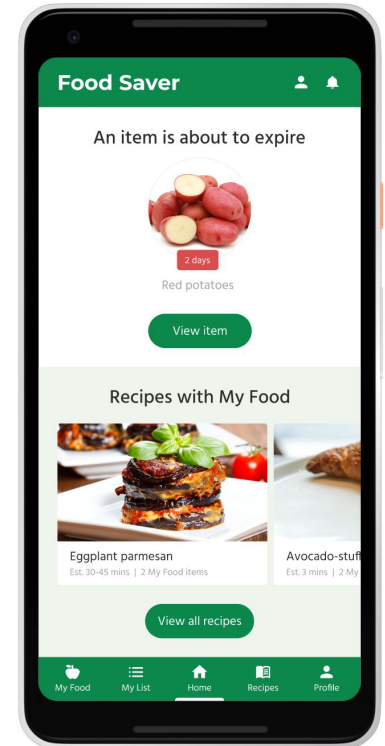 Food Saver
An item is about to expire
2 days
Red potatoes
View item
Recipes with My Food
Eggplant parmesan
Est. 30-45 mins | 2 My Food items
Avocado-stuff
Est. 3 mins | 2 My
View all recipes
My Food
My List
Home
Recipes
Profile